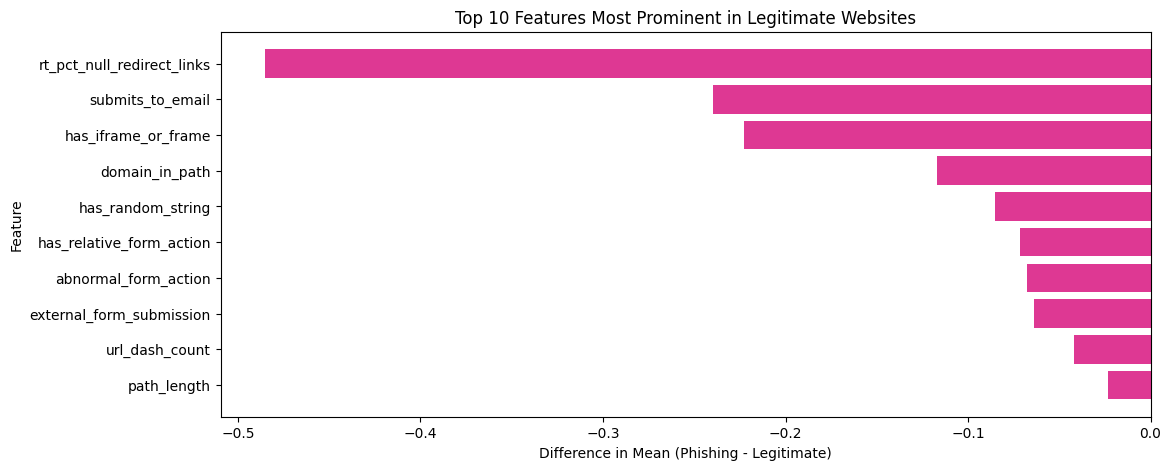 Top 10 Features Most Prominent in Legitimate Websites
Feature
rt_pct_null_redirect_links
submits_to_email
has_iframe_or_frame
domain_in_path
has_random_string
has_relative_form_action
abnormal_form_action
external_form_submission
url_dash_count
path_length
−0.5 −0.4 −0.3 −0.2 −0.1 0.0
Difference in Mean (Phishing - Legitimate)